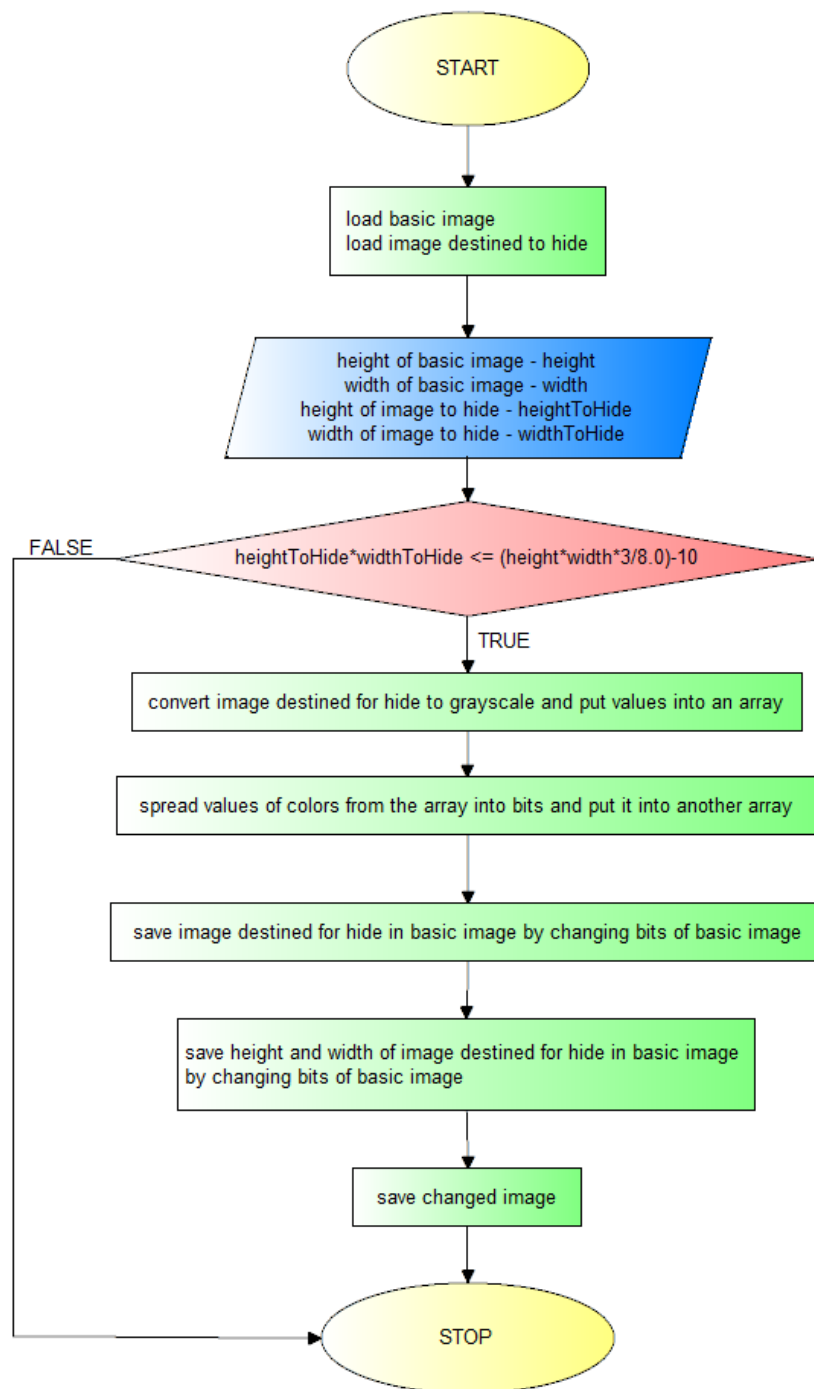 START
load basic image
load image destined to hide
height of basic image - height
width of basic image - width
height of image to hide - heightToHide
width of image to hide - widthToHide
FALSE
heightToHide*widthToHide <= (height*width*3/8.0)-10
TRUE
convert image destined for hide to grayscale and put values into an array
spread values of colors from the array into bits and put it into another array
save image destined for hide in basic image by changing bits of basic image
save height and width of image destined for hide in basic image
by changing bits of basic image
save changed image
STOP